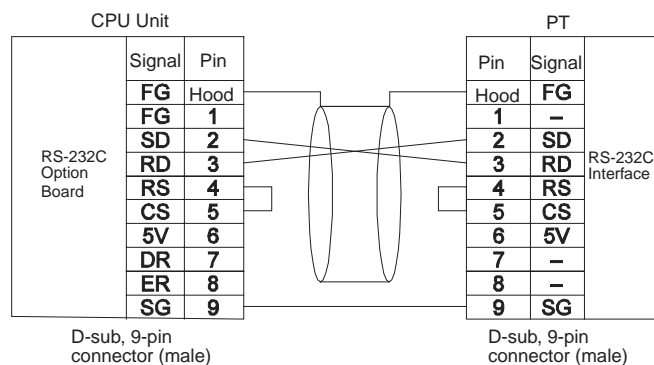 CPU Unit
PT
RS-232C
Option
Board
Signal Pin
FG Hood
FG 1
SD 2
RD 3
RS 4
CS 5
5V 6
DR 7
ER 8
SG 9
D-sub, 9-pin
connector (male)
Pin Signal
Hood FG
1 –
2 SD
3 RD
4 RS
5 CS
6 5V
7 –
8 –
9 SG
RS-232C
Interface
D-sub, 9-pin
connector (male)